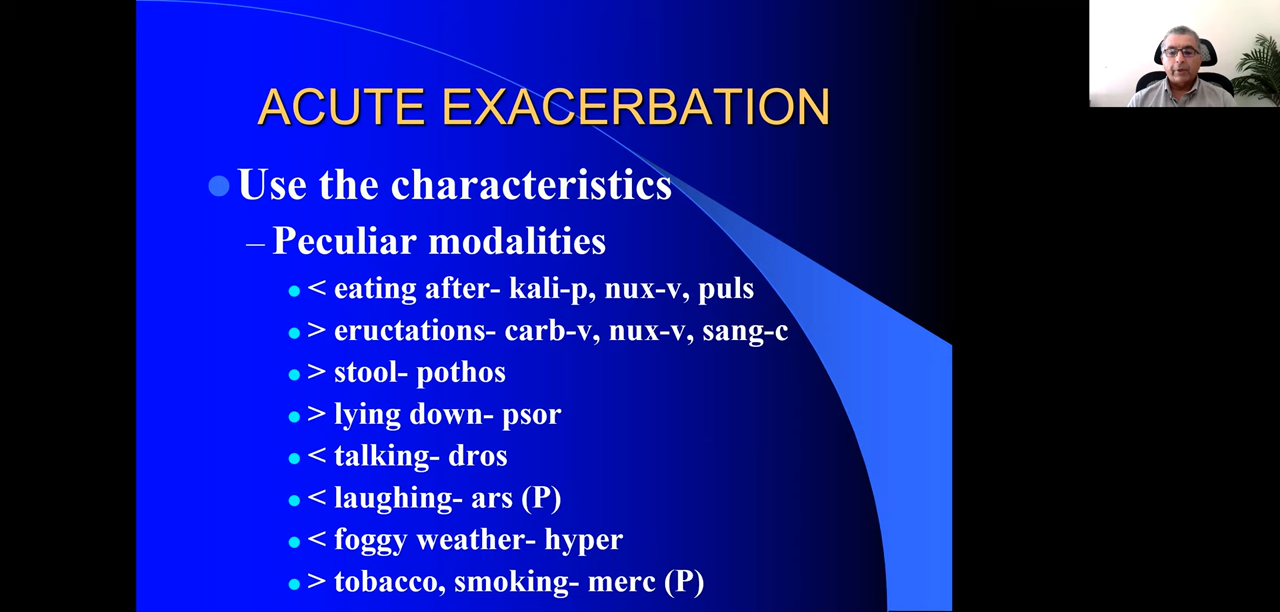 ACUTE EXACERBATION
Use the characteristics
– Peculiar modalities
< eating after- kali-p, nux-v, puls
> eructations- carb-v, nux-v, sang-c
> stool- pothos
> lying down- psor
< talking- dros
< laughing- ars (P)
< foggy weather- hyper
> tobacco, smoking- merc (P)